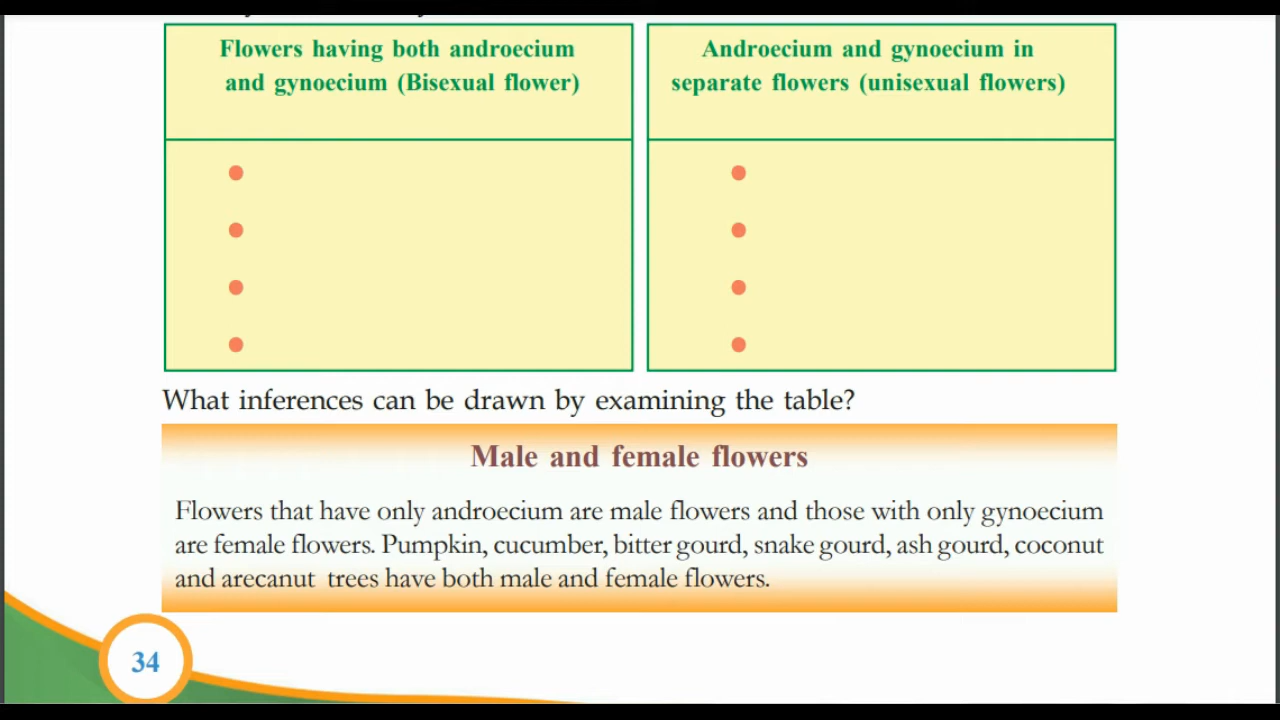 Flowers having both androecium
and gynoecium (Bisexual flower)
Androecium and gynoecium in
separate flowers (unisexual flowers)
What inferences can be drawn by examining the table?
Male and female flowers
Flowers that have only androecium are male flowers and those with only gynoecium
are female flowers. Pumpkin, cucumber, bitter gourd, snake gourd, ash gourd, coconut
and arecanut trees have both male and female flowers.
34